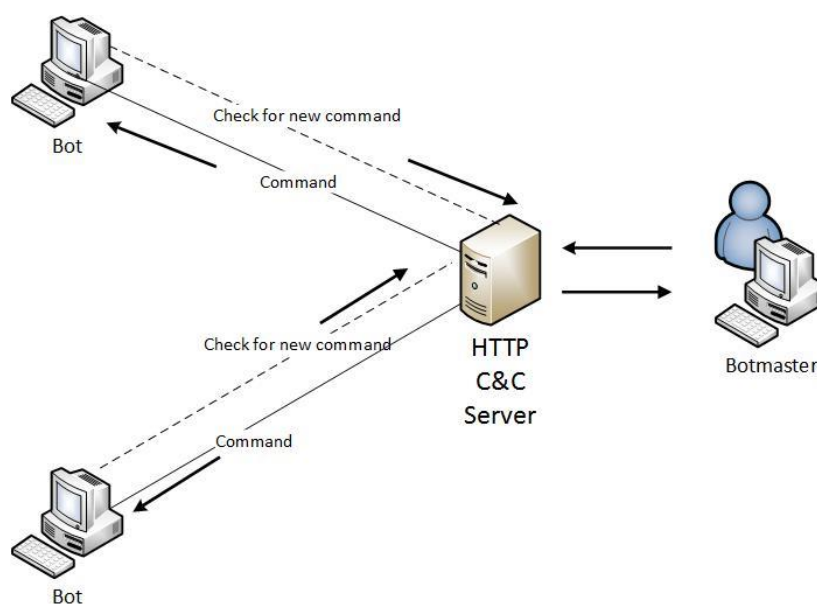 Check for new command
Bot
Command
HTTP
C&C
Server
Botmaster
Check for new command
Command
Bot